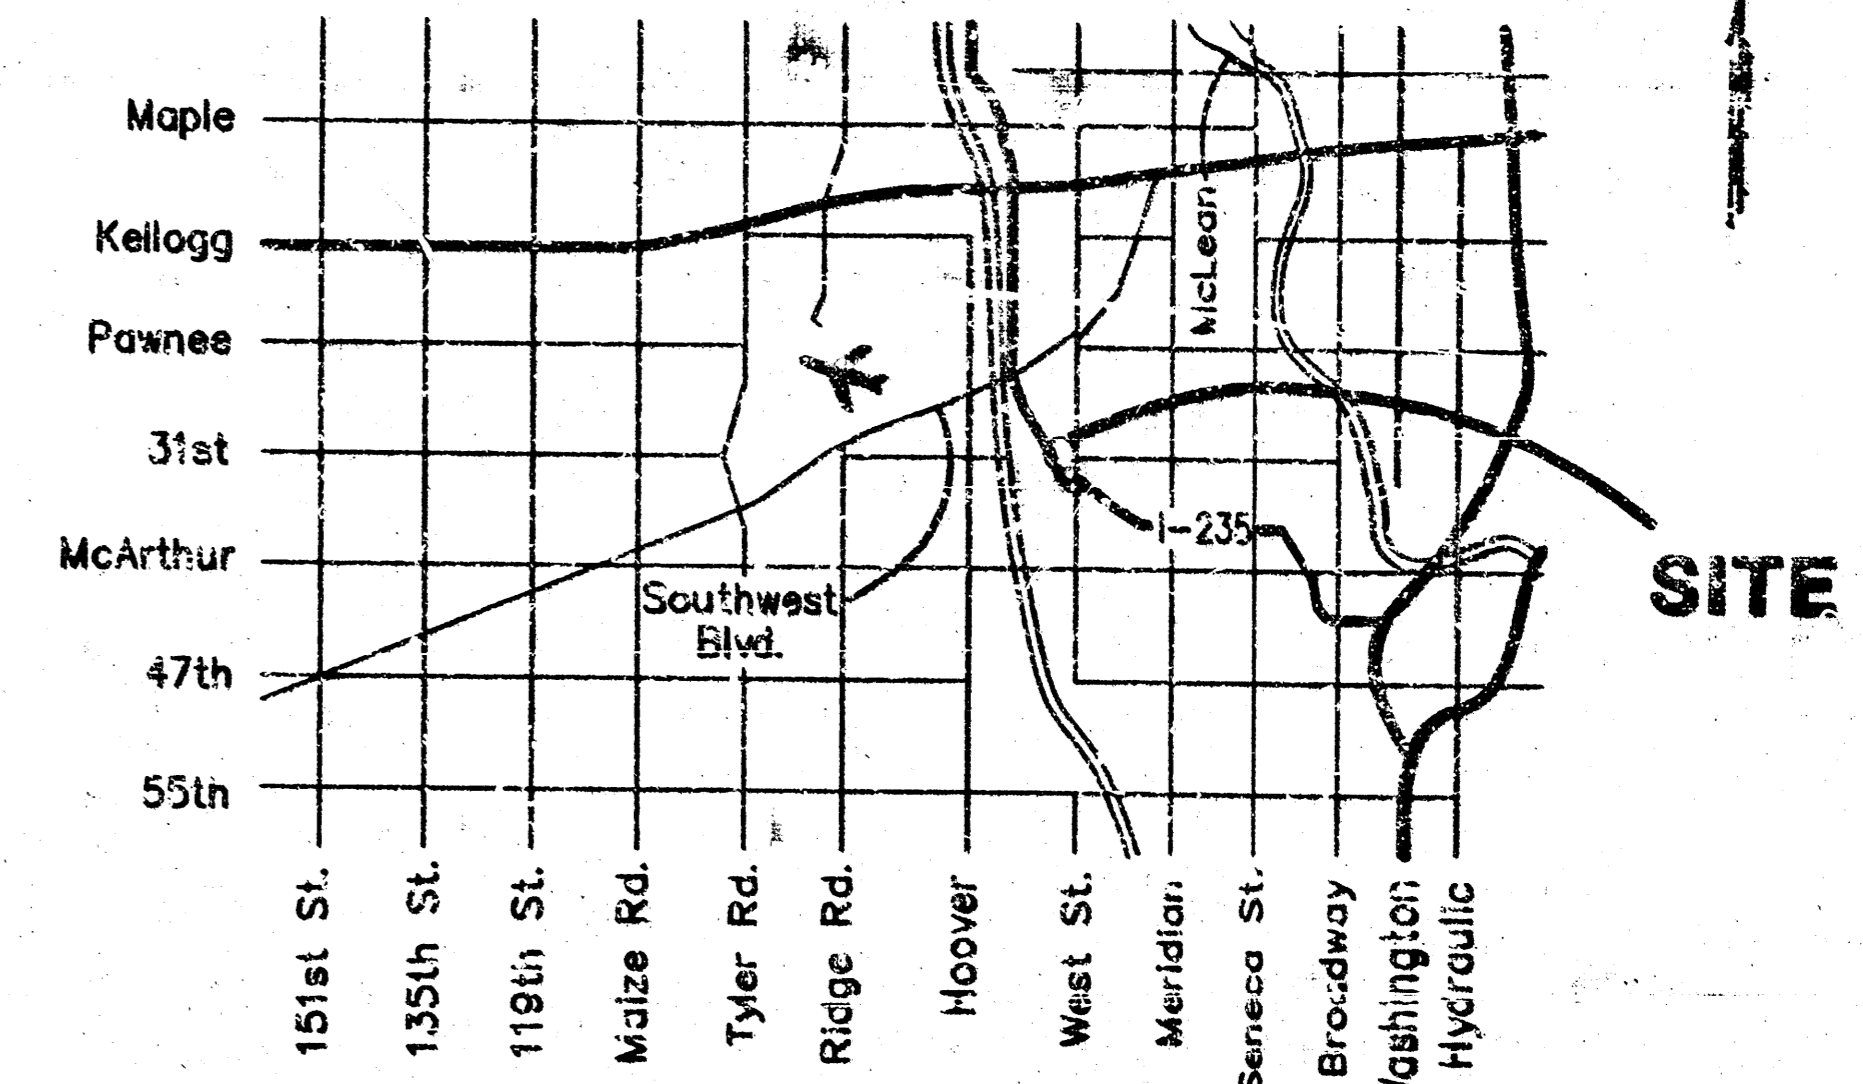 Maple
Kellogg
Pawnee
31st
McArthur
47th
55th
McLean
I-235
Southwest
Blvd.
SITE
151st St.
135th St.
119th St.
Maize Rd.
Tyler Rd.
Ridge Rd.
Hoover
West St.
Meridian
Seneca St.
Broadway
ashington
Hydraulic